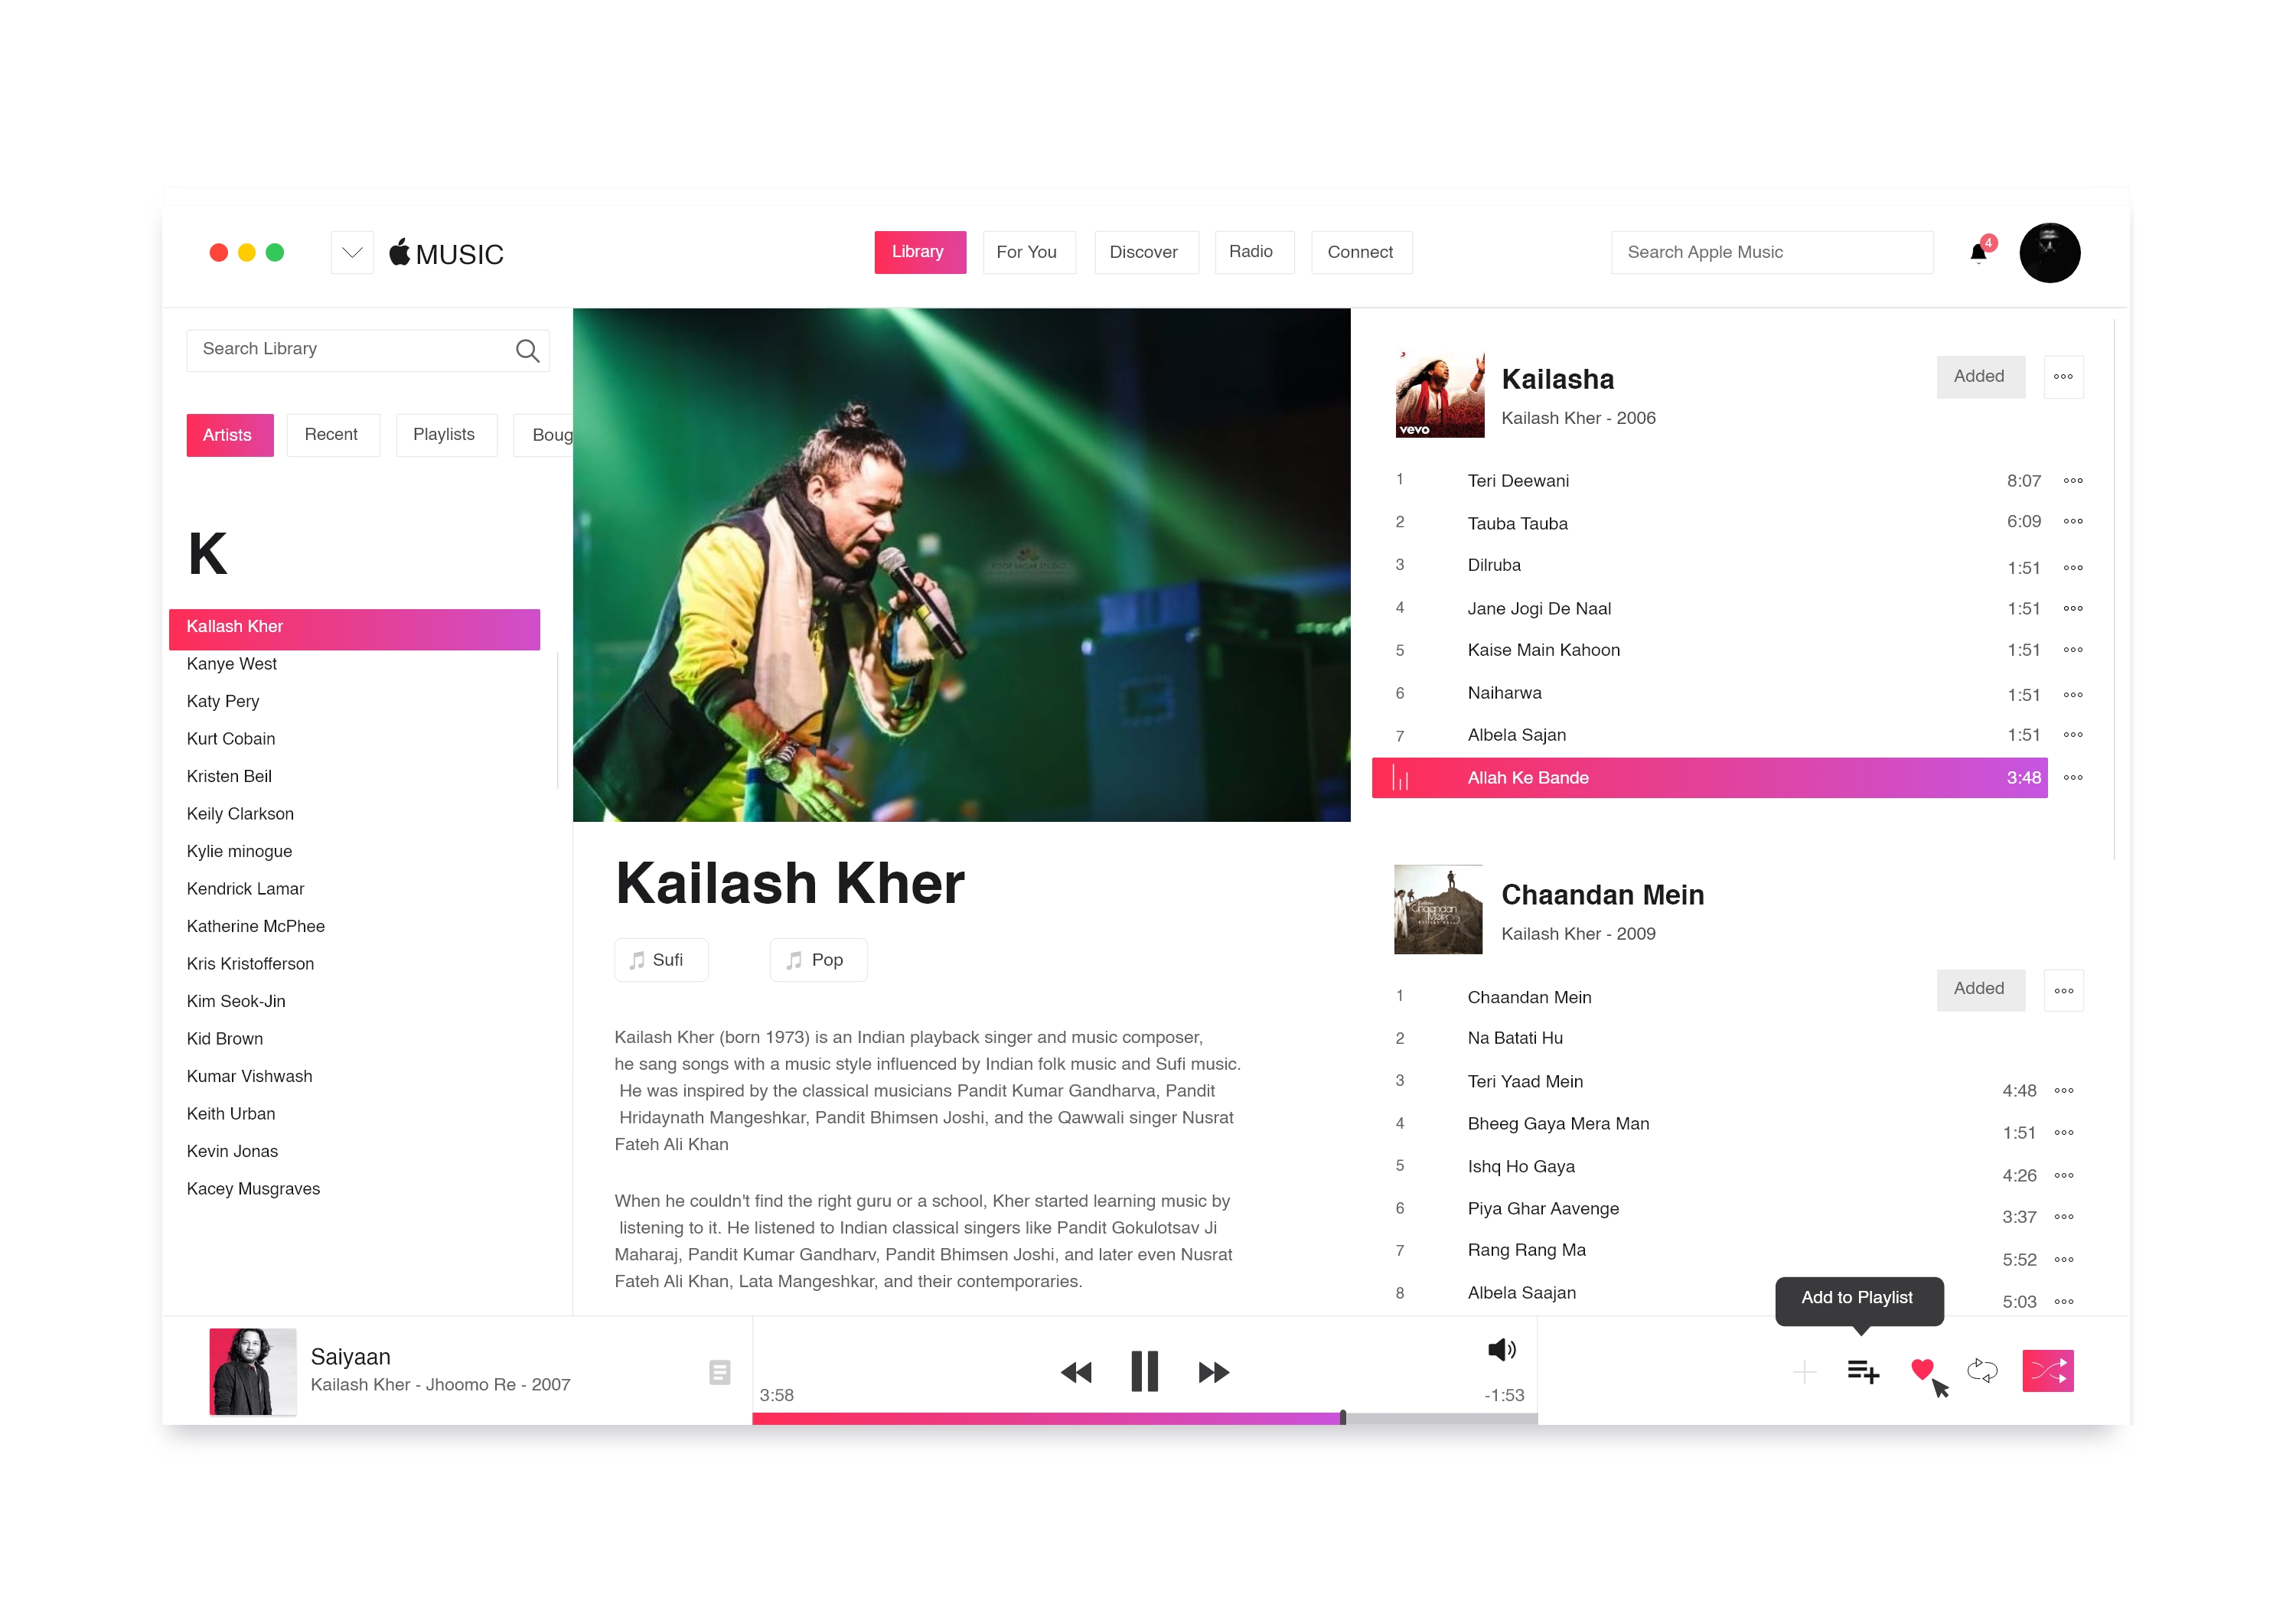 MUSIC
Library
For You
Discover
Radio
Connect
Search Apple Music
4
Search Library
Artists
Recent
Playlists
Boug
K
Kallash Kher
Kanye West
Katy Pery
Kurt Cobain
Kristen Beil
Keily Clarkson
Kylie minogue
Kendrick Lamar
Katherine McPhee
Kris Kristofferson
Kim Seok-Jin
Kid Brown
Kumar Vishwash
Keith Urban
Kevin Jonas
Kacey Musgraves
Kailash Kher
Sufi
Pop
Kailash Kher (born 1973) is an Indian playback singer and music composer,
he sang songs with a music style influenced by Indian folk music and Sufi music.
He was inspired by the classical musicians Pandit Kumar Gandharva, Pandit
Hridaynath Mangeshkar, Pandit Bhimsen Joshi, and the Qawwali singer Nusrat
Fateh Ali Khan
When he couldn't find the right guru or a school, Kher started learning music by
listening to it. He listened to Indian classical singers like Pandit Gokulotsav Ji
Maharaj, Pandit Kumar Gandharv, Pandit Bhimsen Joshi, and later even Nusrat
Fateh Ali Khan, Lata Mangeshkar, and their contemporaries.
vevo
Kailasha
Kailash Kher - 2006
Added
1 Teri Deewani 8:07
2 Tauba Tauba 6:09
3 Dilruba 1:51
4 Jane Jogi De Naal 1:51
5 Kaise Main Kahoon 1:51
6 Naiharwa 1:51
7 Albela Sajan 1:51
Allah Ke Bande 3:48
Chaandan
Mein
Chaandan Mein
Kailash Kher - 2009
Added
1 Chaandan Mein
2 Na Batati Hu
3 Teri Yaad Mein 4:48
4 Bheeg Gaya Mera Man 1:51
5 Ishq Ho Gaya 4:26
6 Piya Ghar Aavenge 3:37
7 Rang Rang Ma 5:52
8 Albela Saajan 5:03
Add to Playlist
Saiyaan
Kailash Kher - Jhoomo Re - 2007
3:58
-1:53